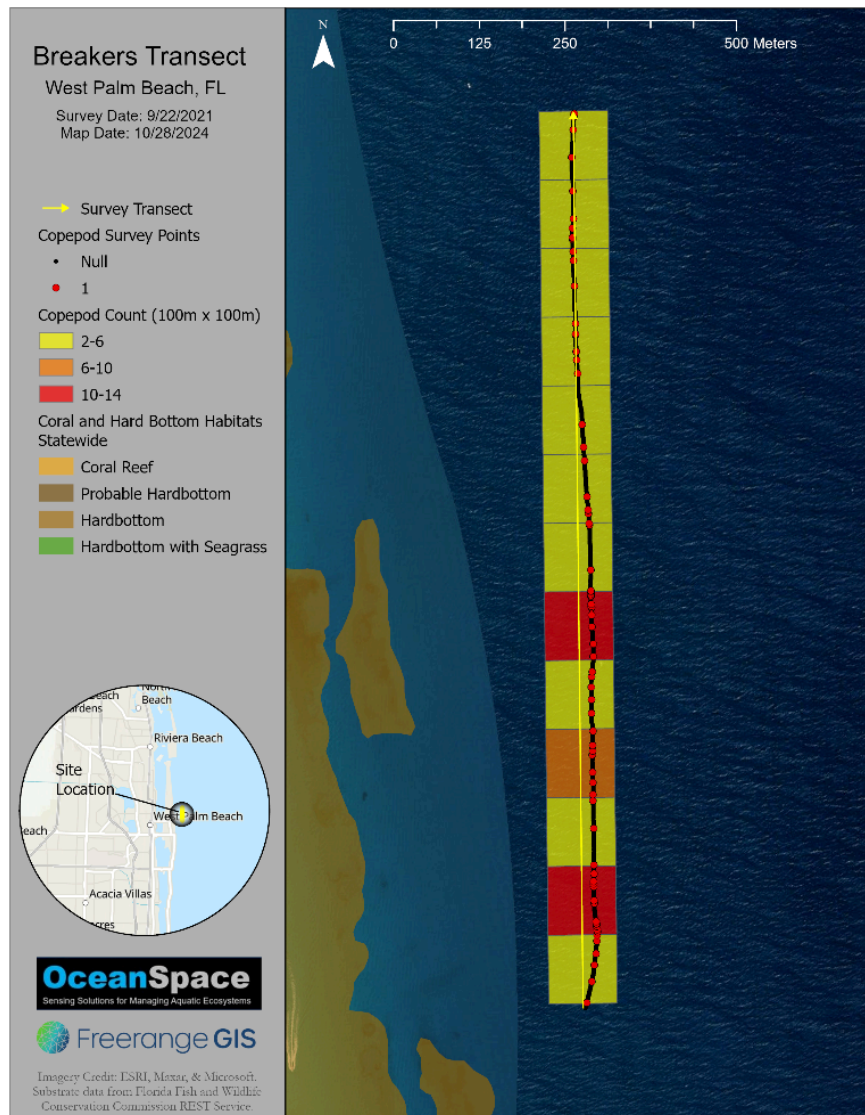 Breakers Transect
West Palm Beach, FL
Survey Date: 9/22/2021
Map Date: 10/28/2024
Survey Transect
Copepod Survey Points
Null
1
Copepod Count (100m x 100m)
2-6
6-10
10-14
Coral and Hard Bottom Habitats
Statewide
Coral Reef
Probable Hardbottom
Hardbottom
Hardbottom with Seagrass
North
Beach
Riviera Beach
Site
Location
West Palm Beach
Acacia Villas
OceanSpace
Sensing Solutions for Managing Aquatic Ecosystems
Freerange GIS
Imagery Credit: ESRI, Maxar, & Microsoft.
Substrate data from Florida Fish and Wildlife
Conservation Commission REST Service.
N
0 125 250 500 Meters